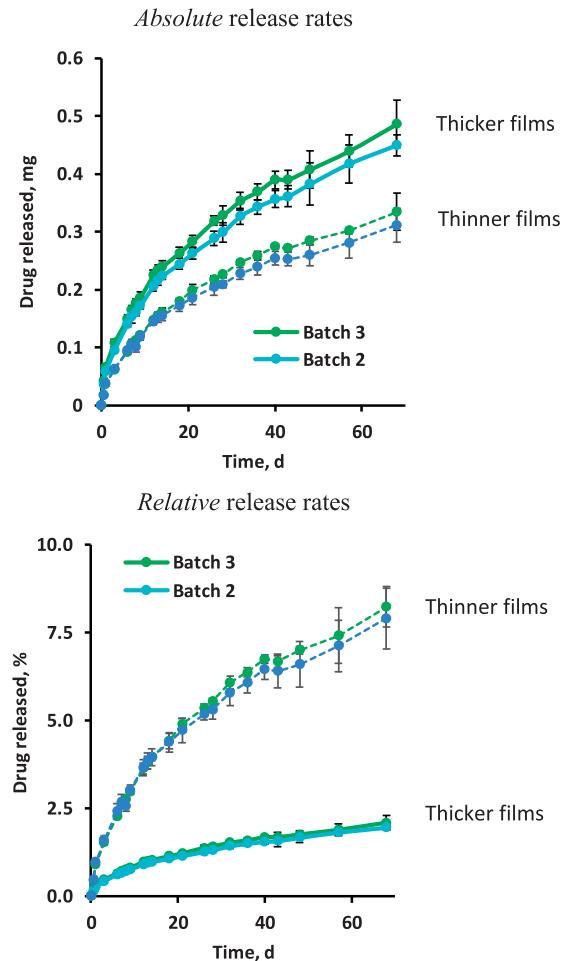 Absolute release rates
0.6
0.5
0.4
0.3
0.2
0.1
0
Drug released, mg
Thicker films
Thinner films
Batch 3
Batch 2
0 20 40 60
Time, d
Relative release rates
10.0
7.5
5.0
2.5
0.0
Drug released, %
Batch 3
Batch 2
Thinner films
Thicker films
0 20 40 60
Time, d